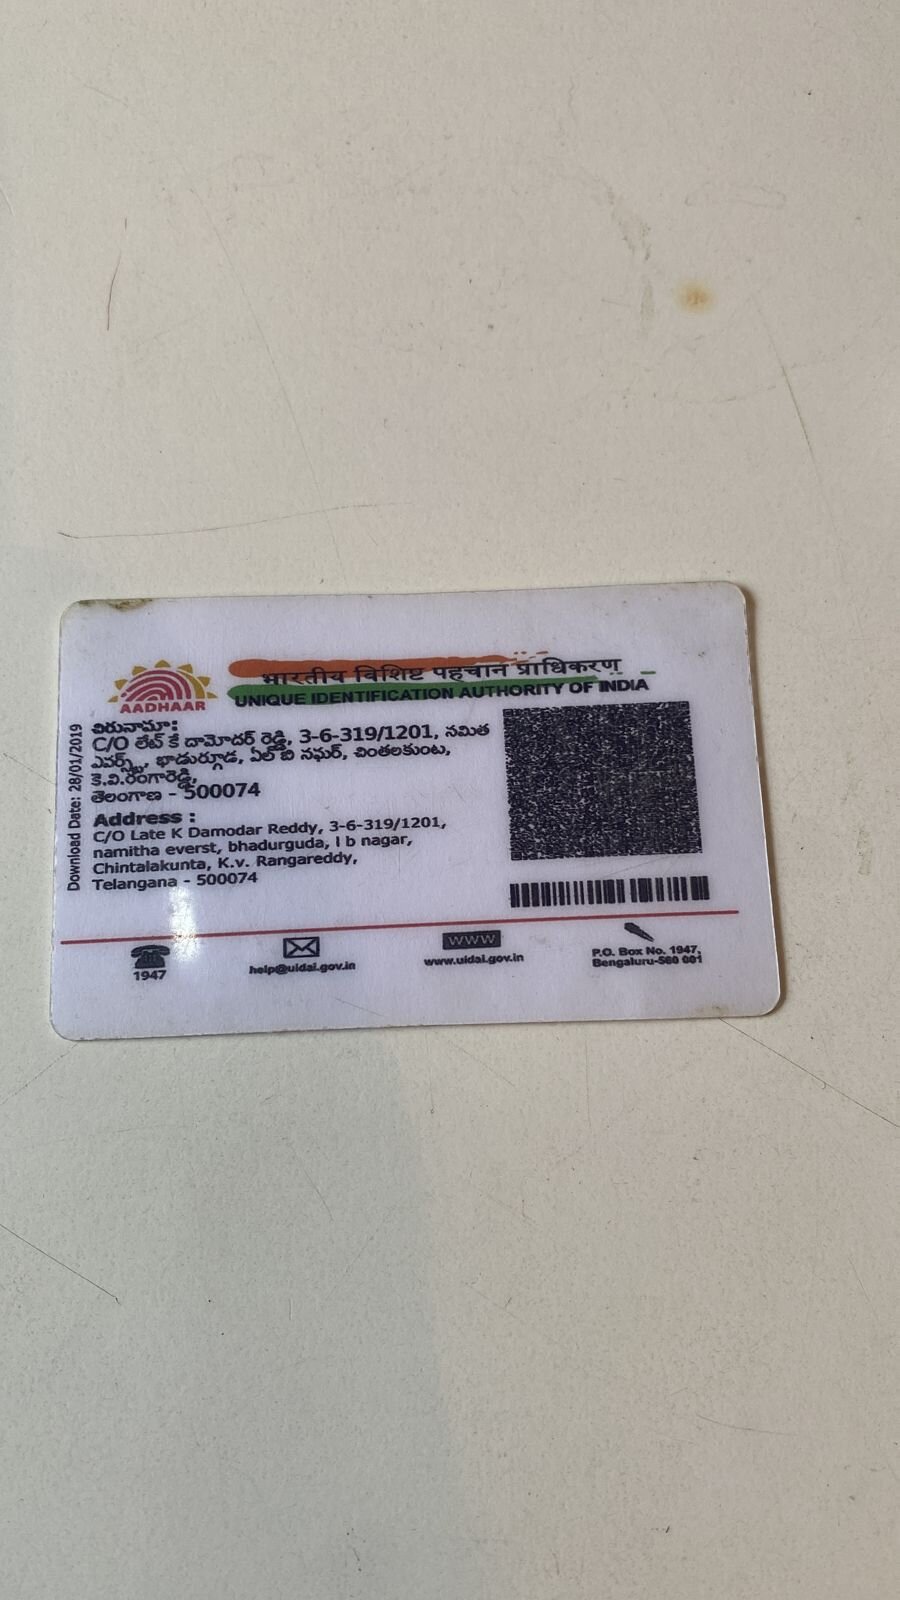 भारतीय विशिष्ट पहचान प्राधिकरण
UNIQUE IDENTIFICATION AUTHORITY OF INDIA
AADHAAR
Download Date: 28/01/2019
చిరునామా:
C/O లేట్ కే దామోదర్ రెడ్డి, 3-6-319/1201, నమిత
ఎవర్స్ట్, భాదుర్గూడ, ఏల్ బి నఘర్, చింతలకుంట,
కె.వి.రంగారెడ్డి,
తెలంగాణ - 500074
Address :
C/O Late K Damodar Reddy, 3-6-319/1201,
namitha everst, bhadurguda, l b nagar,
Chintalakunta, K.v. Rangareddy,
Telangana - 500074
1947
help@uidai.gov.in
WWW
www.uidai.gov.in
P.O. Box No. 1947,
Bengaluru-560 001